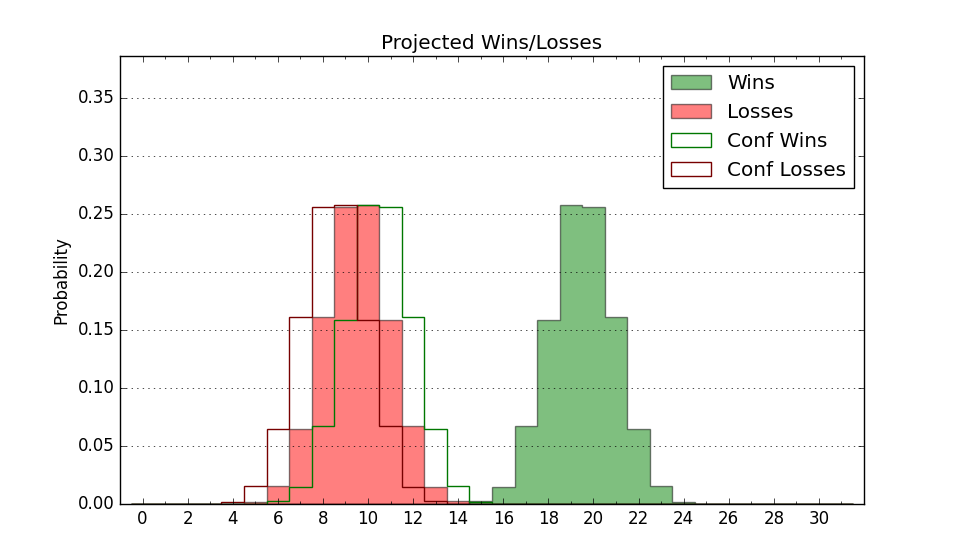 Projected Wins/Losses
Probability
0.35
0.30
0.25
0.20
0.15
0.10
0.05
0.00
0 2 4 6 8 10 12 14 16 18 20 22 24 26 28 30
Wins
Losses
Conf Wins
Conf Losses